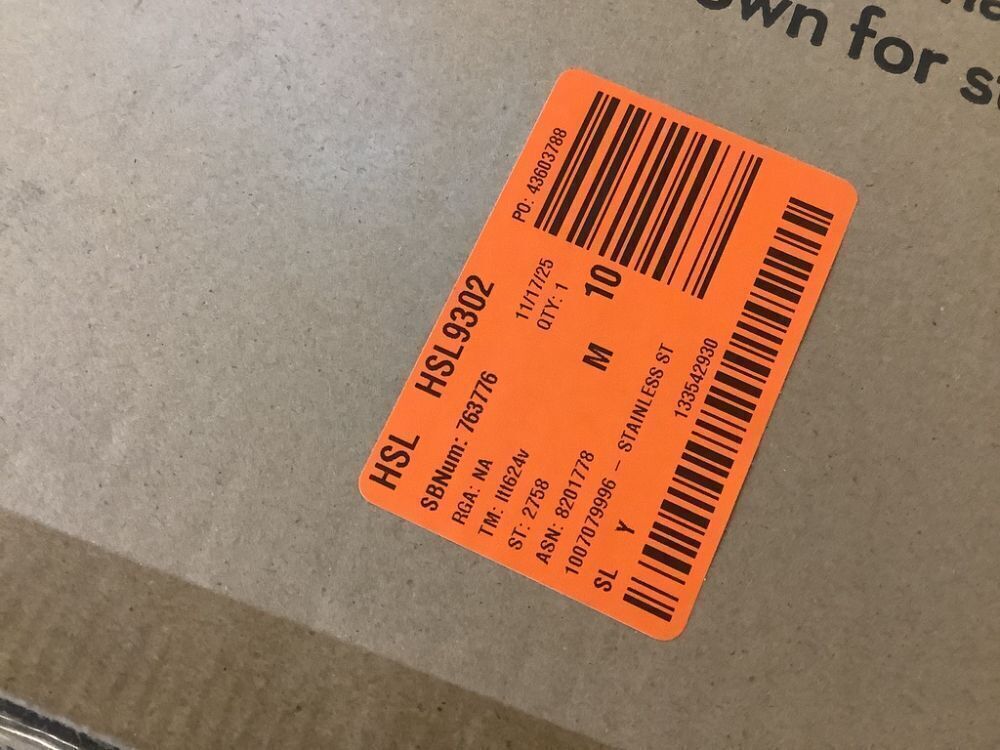 own for
HSL HSL9302
SBNum: 763776
RGA: NA
TM: ltt624v
ST: 2758
ASN: 8201778
1007079996 – STAINLESS ST
SL Y
PO: 43603788
11/17/25
QTY: 1
M 10
133542930